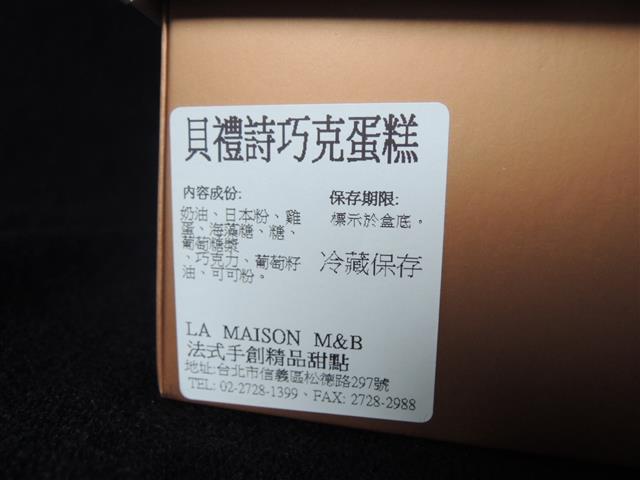 貝禮詩巧克蛋糕
內容成份:
奶油、日本粉、雞
蛋、海藻糖、糖、
葡萄糖漿
、巧克力、葡萄籽
油、可可粉。
保存期限:
標示於盒底。
冷藏保存
LA MAISON M&B
法式手創精品甜點
地址:台北市信義區松德路297號
TEL: 02-2728-1399、FAX: 2728-2988